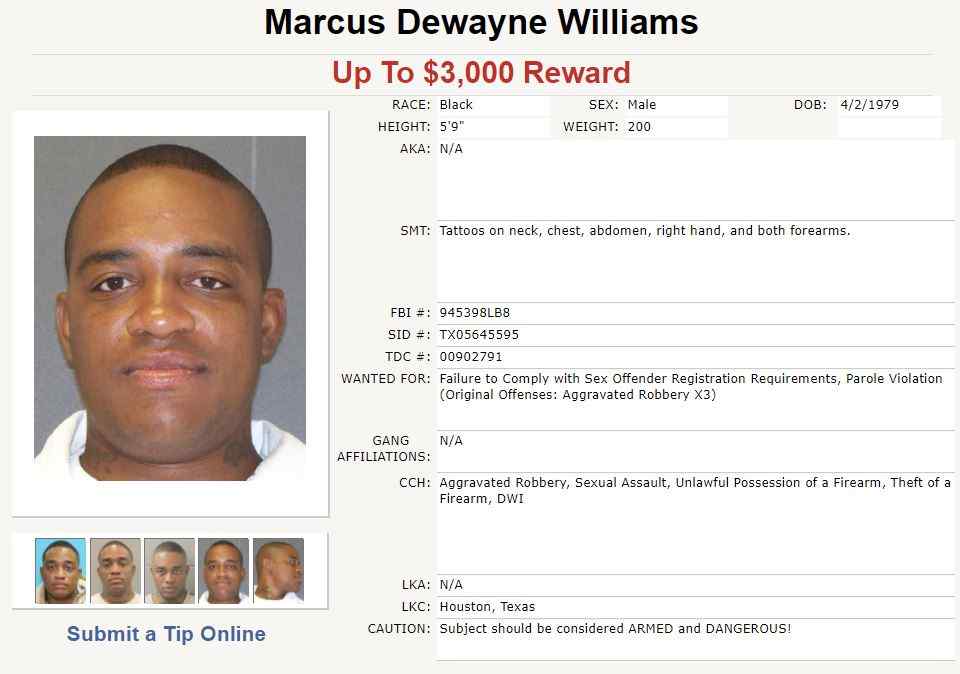 Marcus Dewayne Williams
Up To $3,000 Reward
RACE: Black SEX: Male DOB: 4/2/1979
HEIGHT: 5'9" WEIGHT: 200
AKA: N/A
SMT: Tattoos on neck, chest, abdomen, right hand, and both forearms.
FBI #: 945398LB8
SID #: TX05645595
TDC #: 00902791
WANTED FOR: Failure to Comply with Sex Offender Registration Requirements, Parole Violation
(Original Offenses: Aggravated Robbery X3)
GANG
AFFILIATIONS: N/A
CCH: Aggravated Robbery, Sexual Assault, Unlawful Possession of a Firearm, Theft of a
Firearm, DWI
LKA: N/A
LKC: Houston, Texas
CAUTION: Subject should be considered ARMED and DANGEROUS!
Submit a Tip Online